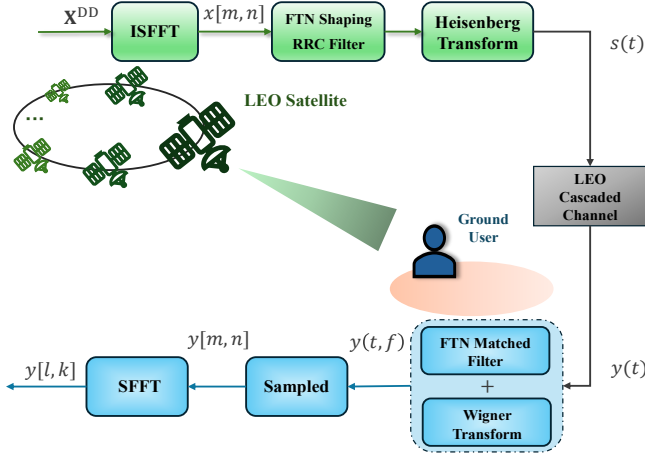 X^DD
ISFFT
x[m, n]
FTN Shaping
RRC Filter
Heisenberg
Transform
s(t)
LEO Satellite
...
LEO
Cascaded
Channel
Ground
User
y[l, k]
SFFT
y[m, n]
Sampled
y(t, f)
FTN Matched
Filter
+
Wigner
Transform
y(t)